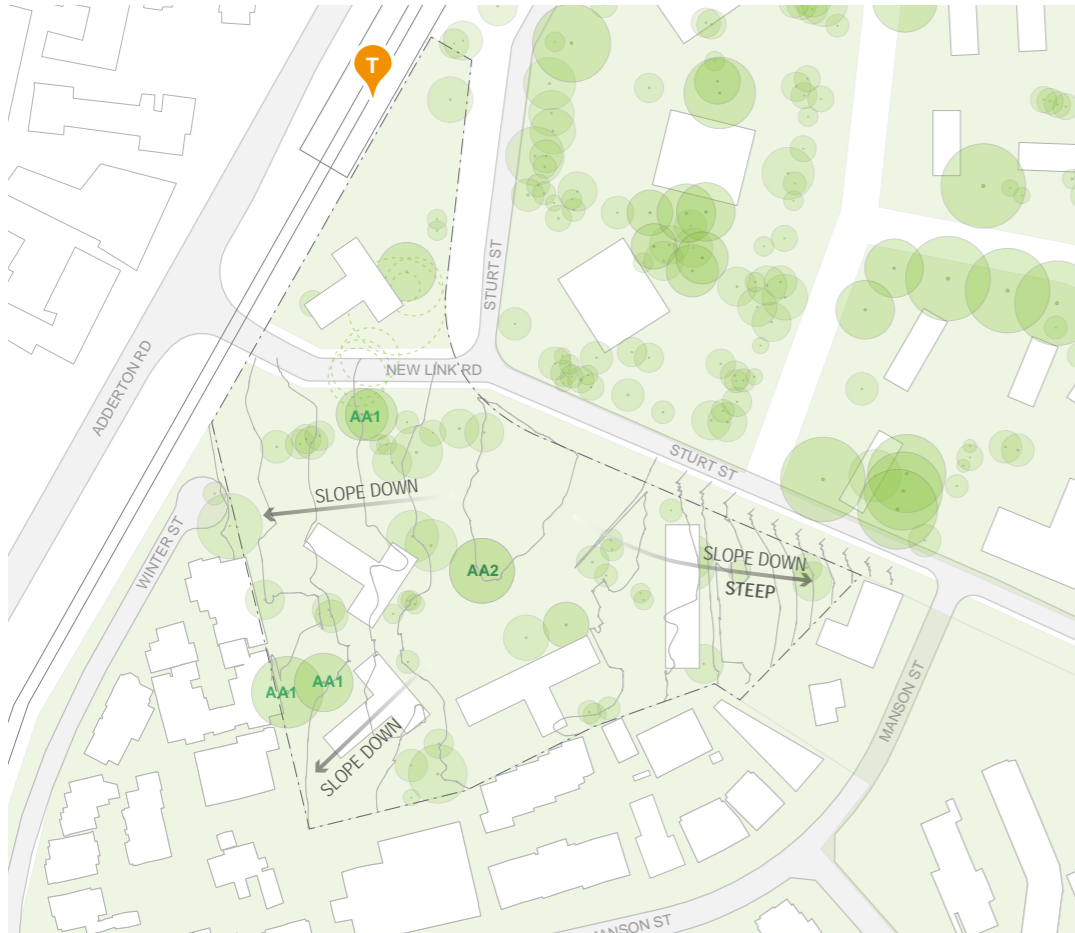 T
STURT ST
ADDERTON RD
NEW LINK RD
AA1
STURT ST
SLOPE DOWN
WINTER ST
SLOPE DOWN
STEEP
AA2
AA1
AA1
SLOPE DOWN
MANSON ST
MANSON ST